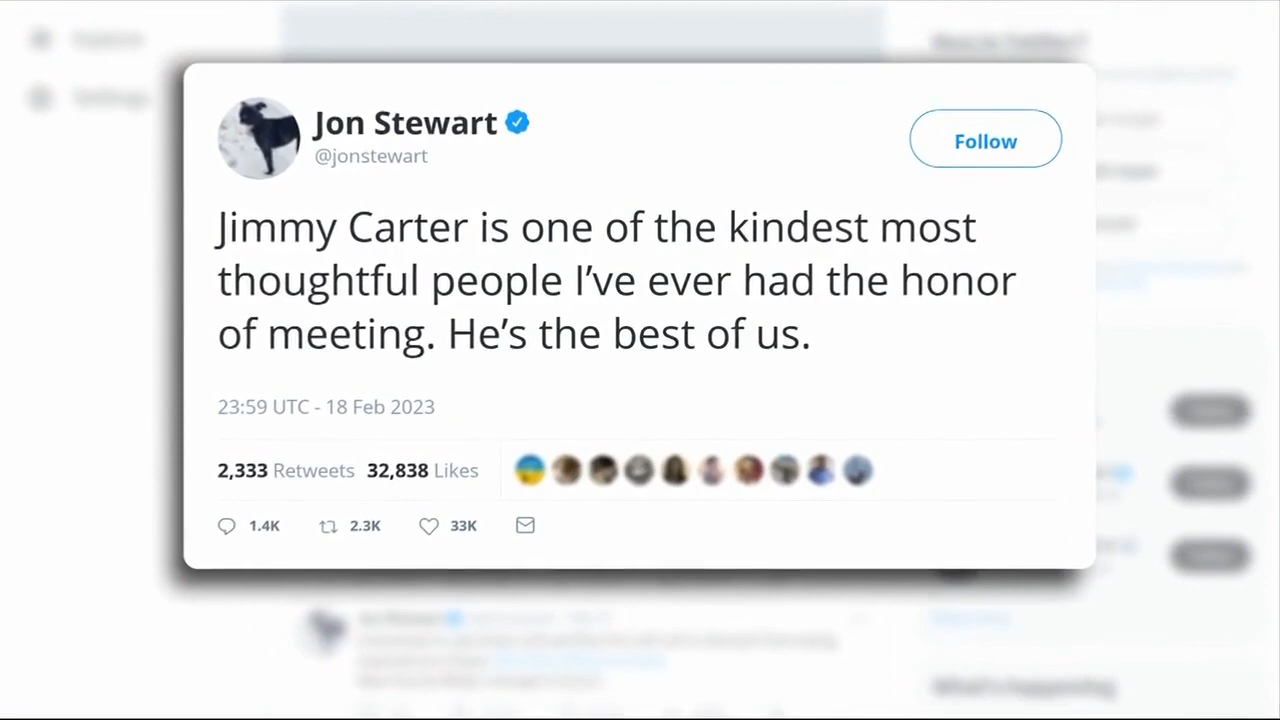 Jon Stewart
@jonstewart
Follow
Jimmy Carter is one of the kindest most
thoughtful people I’ve ever had the honor
of meeting. He’s the best of us.
23:59 UTC - 18 Feb 2023
2,333 Retweets 32,838 Likes
1.4K 2.3K 33K